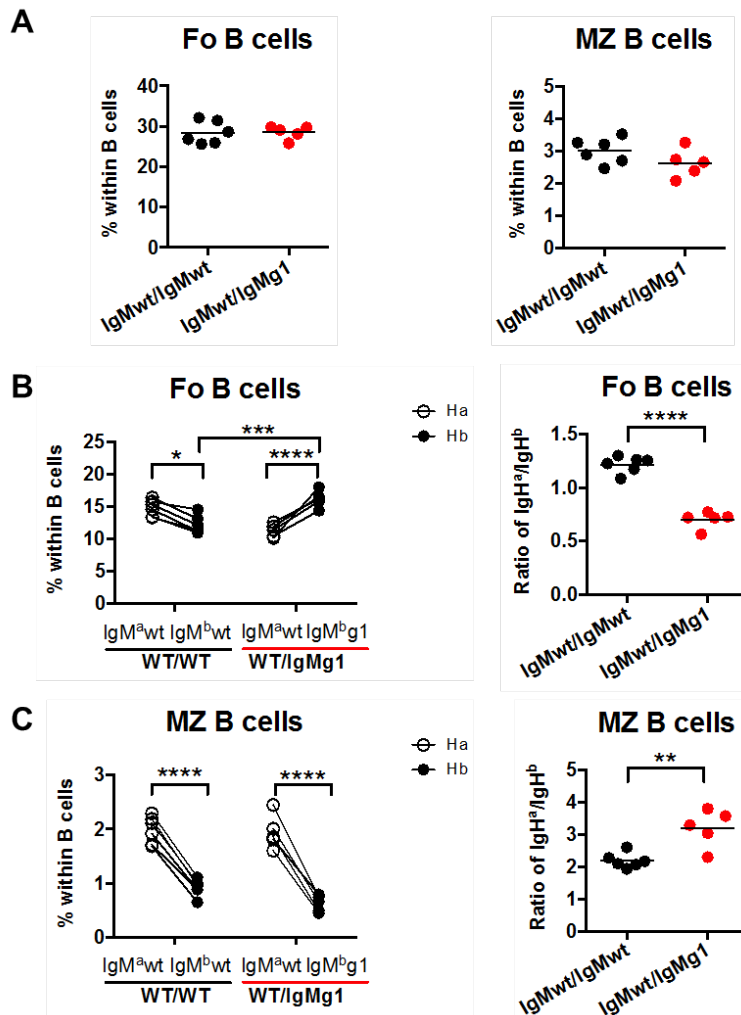 A
Fo B cells
% within B cells
40
30
20
10
0
IgMwt/IgMwt
IgMwt/IgMg1
MZ B cells
% within B cells
5
4
3
2
1
0
IgMwt/IgMwt
IgMwt/IgMg1
B
Fo B cells
Ha
Hb
% within B cells
25
20
15
10
5
0
*
***
****
IgMᵃwt IgMᵇwt
WT/WT
IgMᵃwt IgMᵇg1
WT/IgMg1
Fo B cells
Ratio of IgHᵃ/IgHᵇ
1.5
1.0
0.5
0.0
****
IgMwt/IgMwt
IgMwt/IgMg1
C
MZ B cells
Ha
Hb
% within B cells
3
2
1
0
****
****
IgMᵃwt IgMᵇwt
WT/WT
IgMᵃwt IgMᵇg1
WT/IgMg1
MZ B cells
Ratio of IgHᵃ/IgHᵇ
5
4
3
2
1
0
**
IgMwt/IgMwt
IgMwt/IgMg1